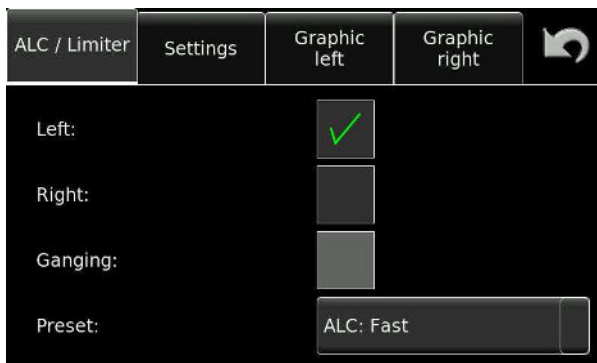 ALC / Limiter
Settings
Graphic
left
Graphic
right
Left:
Right:
Ganging:
Preset:
ALC: Fast